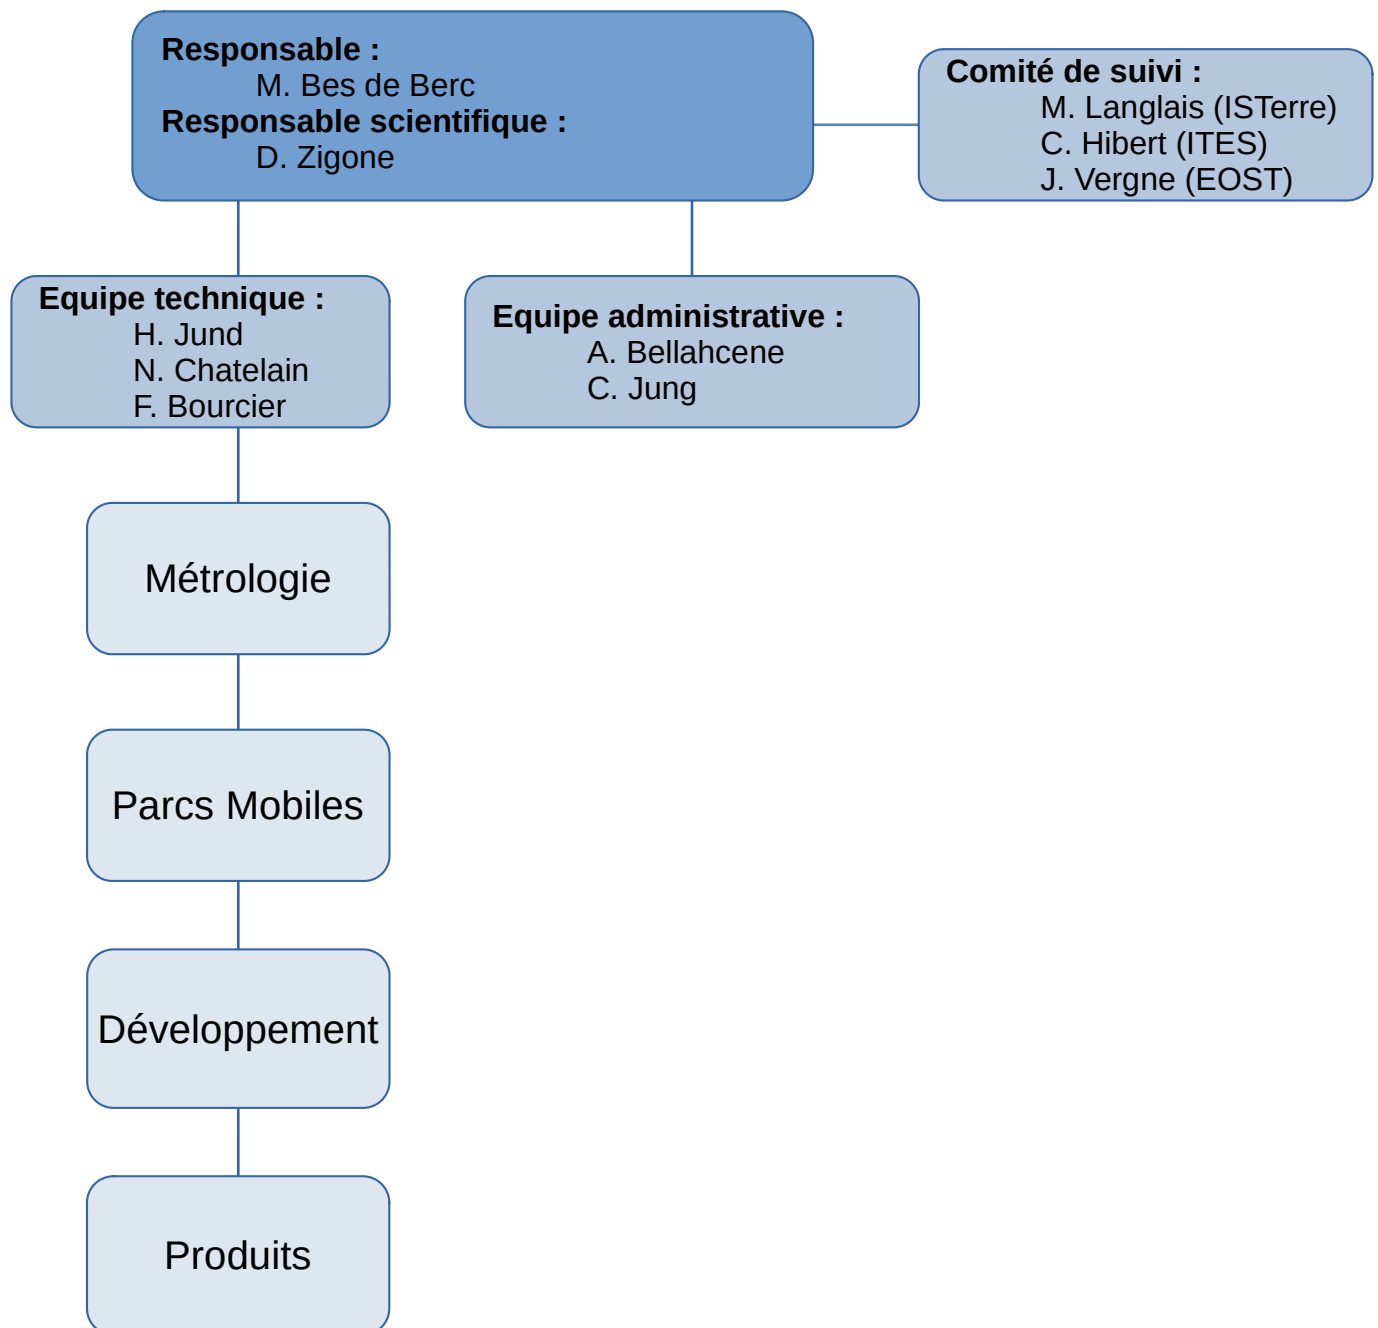 Responsable :
M. Bes de Berc
Responsable scientifique :
D. Zigone
Comité de suivi :
M. Langlais (ISTerre)
C. Hibert (ITES)
J. Vergne (EOST)
Equipe technique :
H. Jund
N. Chatelain
F. Bourcier
Equipe administrative :
A. Bellahcene
C. Jung
Métrologie
Parcs Mobiles
Développement
Produits